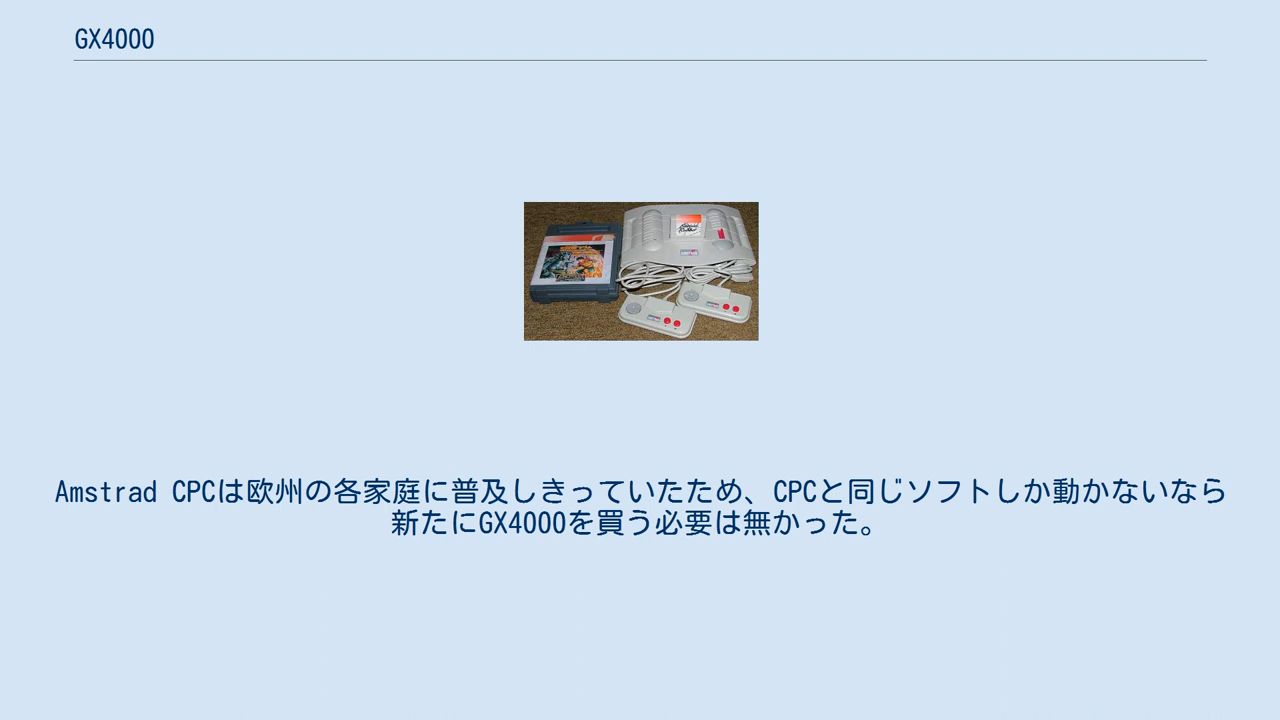 GX4000
Amstrad CPCは欧州の各家庭に普及しきっていたため、CPCと同じソフトしか動かないなら
新たにGX4000を買う必要は無かった。